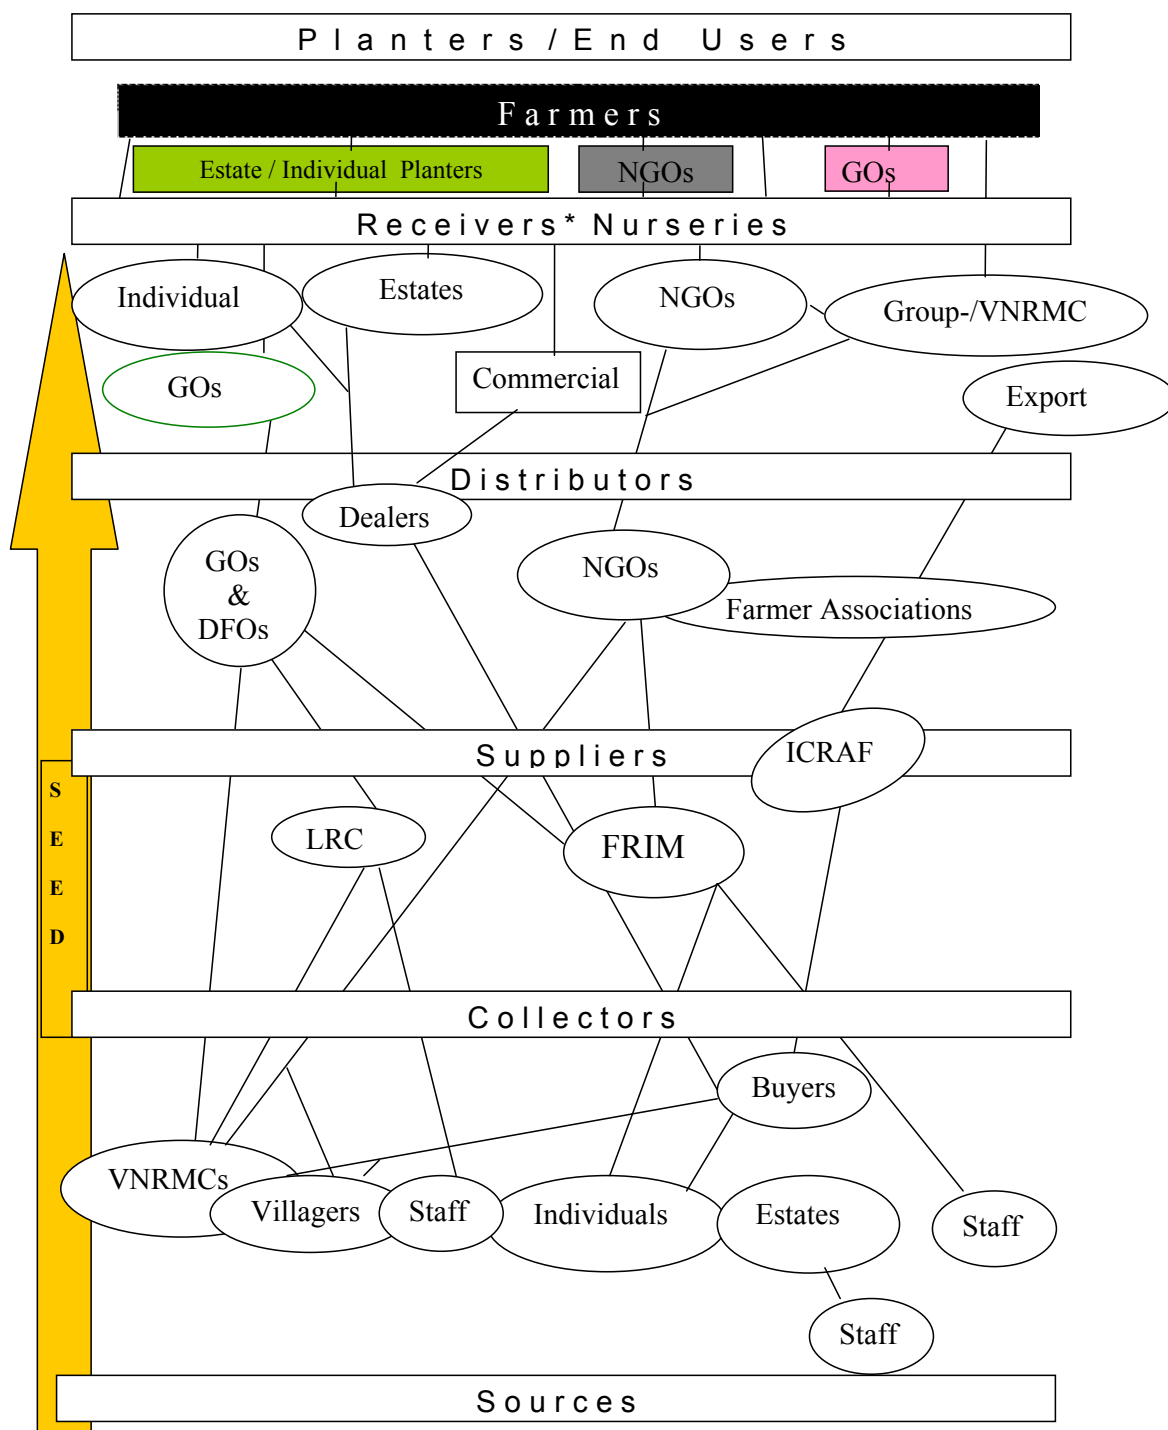 Planters /End Users
Farmers
Estate / Individual Planters
NGOs
GOs
Receivers* Nurseries
Individual
Estates
NGOs
Group-/VNRMC
GOs
Commercial
Export
Distributors
Dealers
GOs
&
DFOs
NGOs
Farmer Associations
Suppliers
ICRAF
S
E
E
D
LRC
FRIM
Collectors
Buyers
VNRMCs
Villagers
Staff
Individuals
Estates
Staff
Staff
Sources